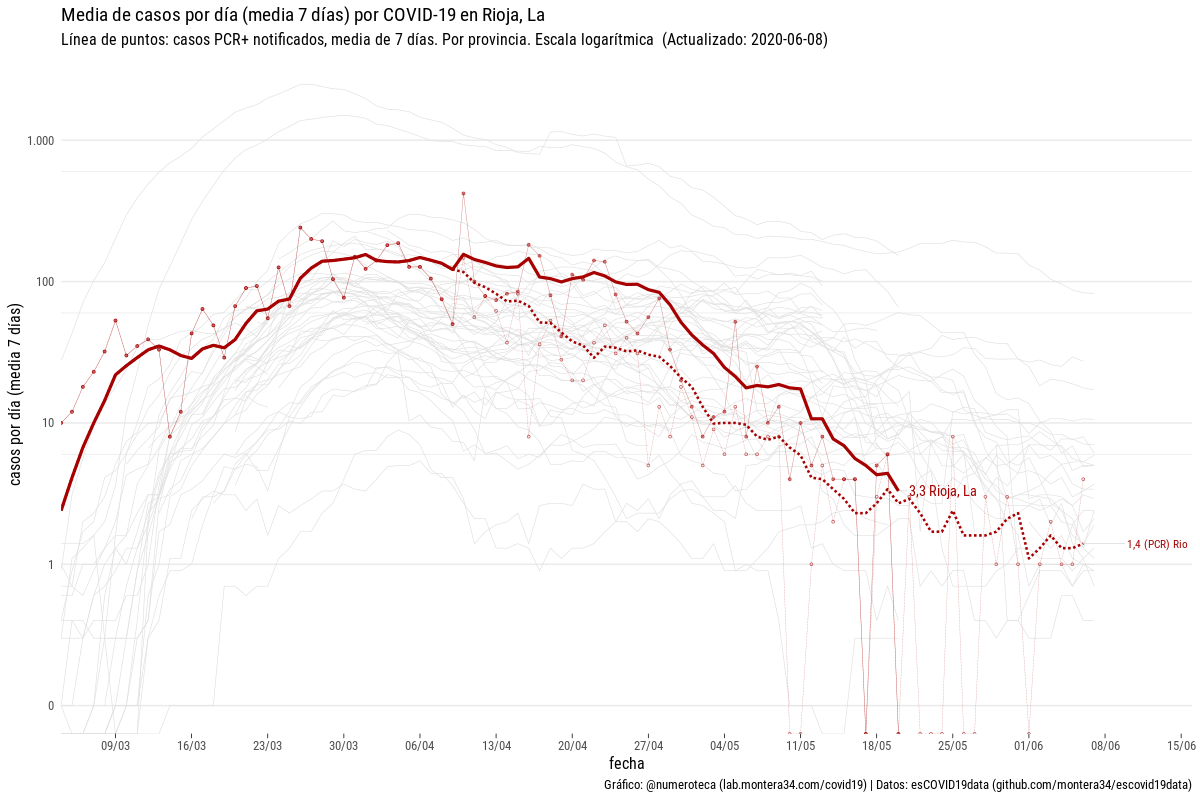 Media de casos por día (media 7 días) por COVID-19 en Rioja, La
Línea de puntos: casos PCR+ notificados, media de 7 días. Por provincia. Escala logarítmica (Actualizado: 2020-06-08)
casos por día (media 7 días)
1.000
100
10
1
0
3,3 Rioja, La
1,4 (PCR) Rio
09/03 16/03 23/03 30/03 06/04 13/04 20/04 27/04 04/05 11/05 18/05 25/05 01/06 08/06 15/06
fecha
Gráfico: @numeroteca (lab.montera34.com/covid19) | Datos: esCOVID19data (github.com/montera34/escovid19data)